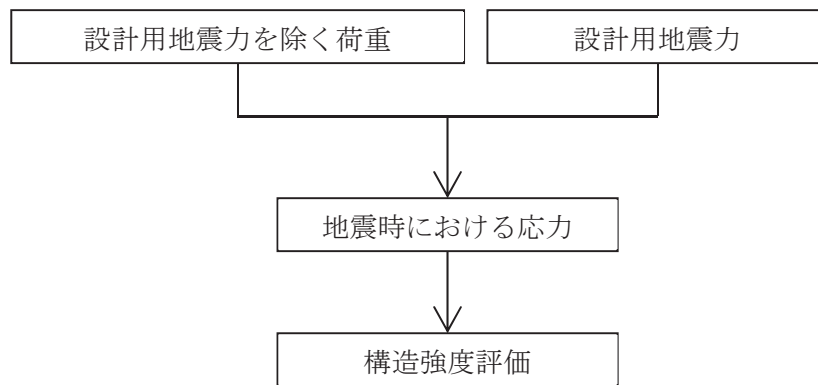 設計用地震力を除く荷重
設計用地震力
地震時における応力
構造強度評価